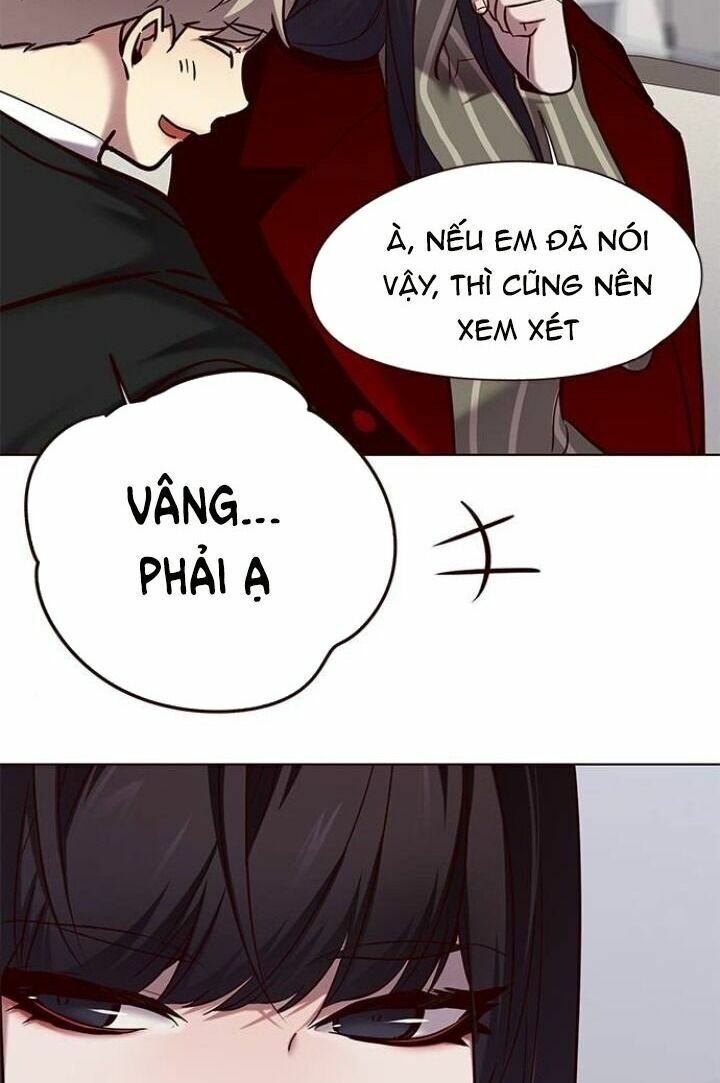 À, NẾU EM ĐÃ NÓI
VẬY, THÌ CŨNG NÊN
XEM XÉT
VÂNG...
PHẢI Ạ